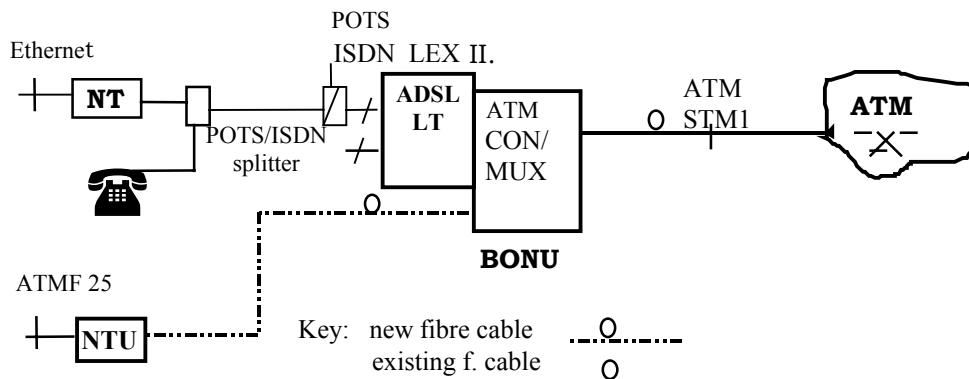 POTS
Ethernet
ISDN LEX II.
NT
POTS/ISDN
splitter
ADSL
LT
ATM
CON/
MUX
BONU
ATM
STM1
ATM
ATMF 25
NTU
Key: new fibre cable
existing f. cable